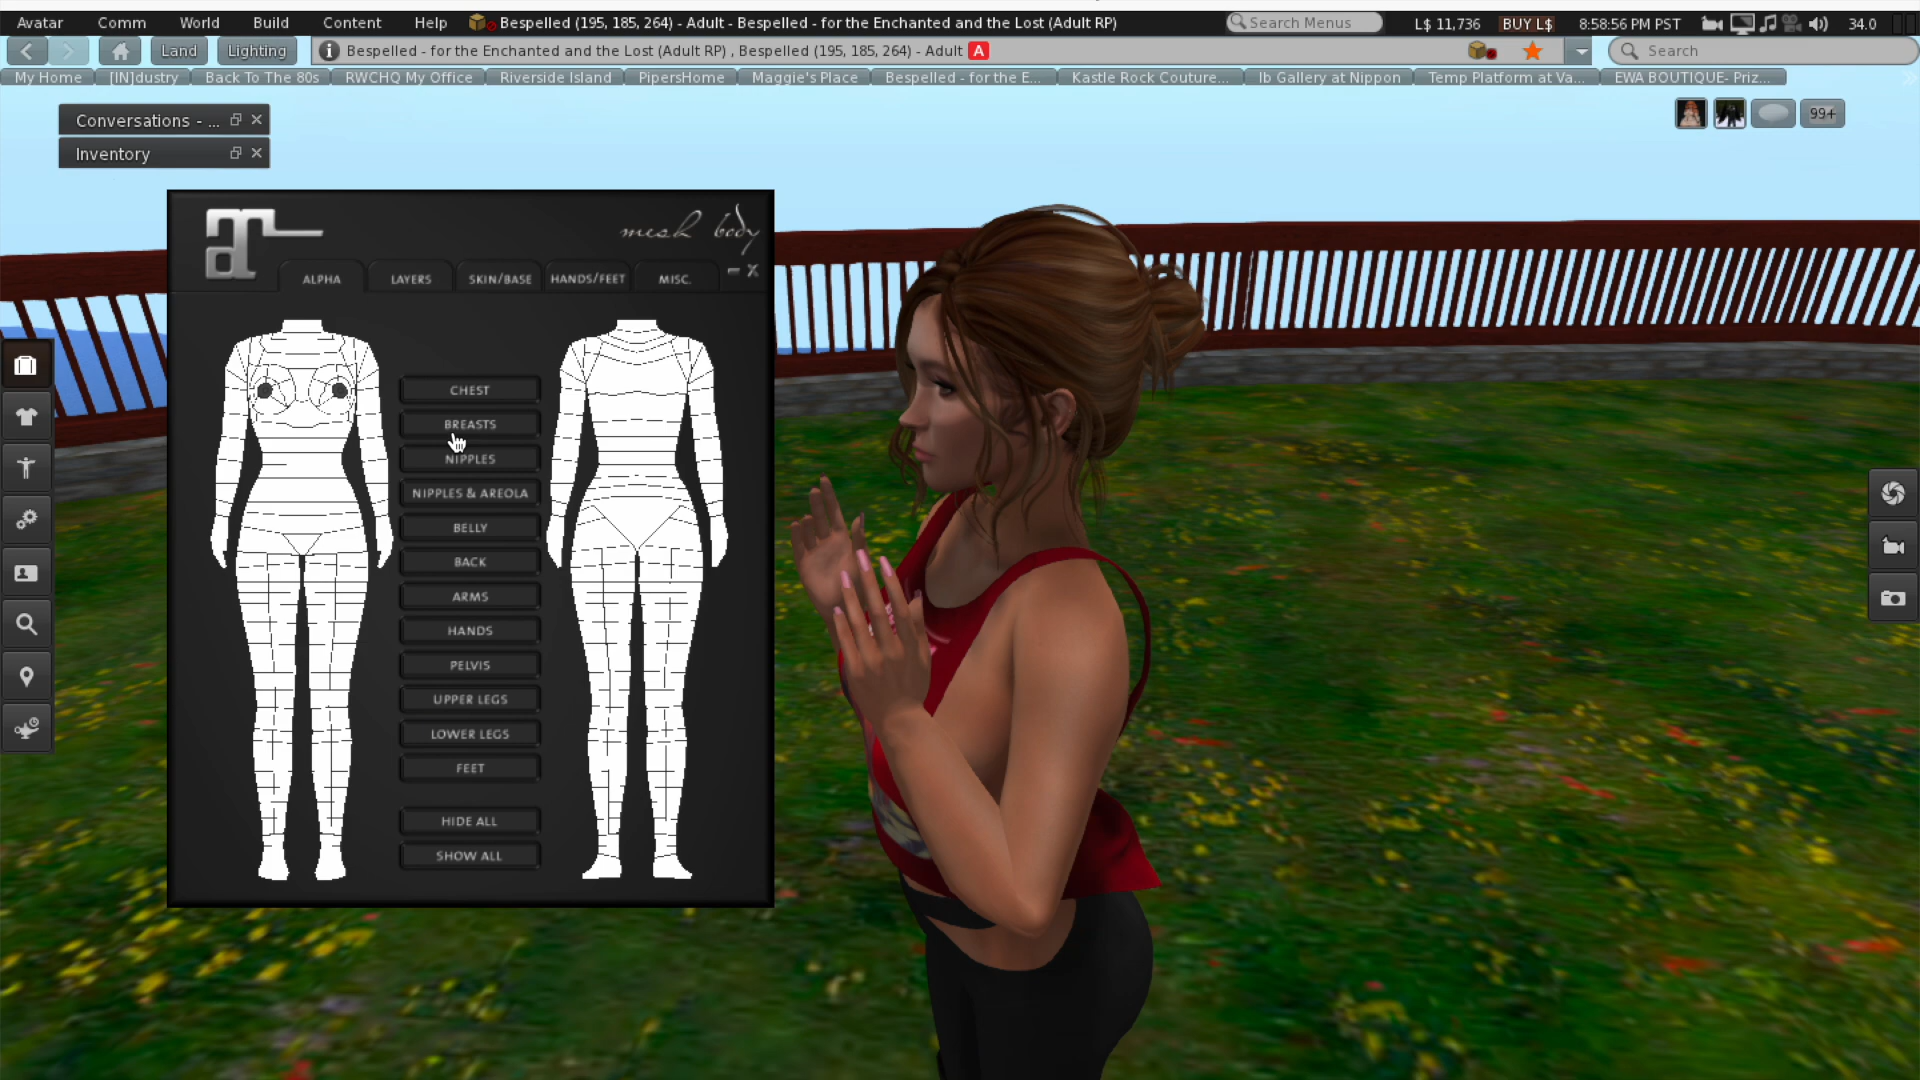 Avatar Comm World Build Content Help Bespelled (195, 185, 264) - Adult - Bespelled - for the Enchanted and the Lost (Adult RP) Search Menus L$ 11,736 BUY L$ 8:58:56 PM PST 34.0
Land Lighting Bespelled - for the Enchanted and the Lost (Adult RP) , Bespelled (195, 185, 264) - Adult A Search
My Home [IN]dustry Back To The 80s RWCHQ My Office Riverside Island PipersHome Maggie's Place Bespelled - for the E... Kastle Rock Couture... Ib Gallery at Nippon Temp Platform at Va... EWA BOUTIQUE- Priz...
Conversations - ...
99+
Inventory
mesh body
ALPHA LAYERS SKIN/BASE HANDS/FEET MISC.
CHEST
BREASTS
NIPPLES
NIPPLES & AREOLA
BELLY
BACK
ARMS
HANDS
PELVIS
UPPER LEGS
LOWER LEGS
FEET
HIDE ALL
SHOW ALL